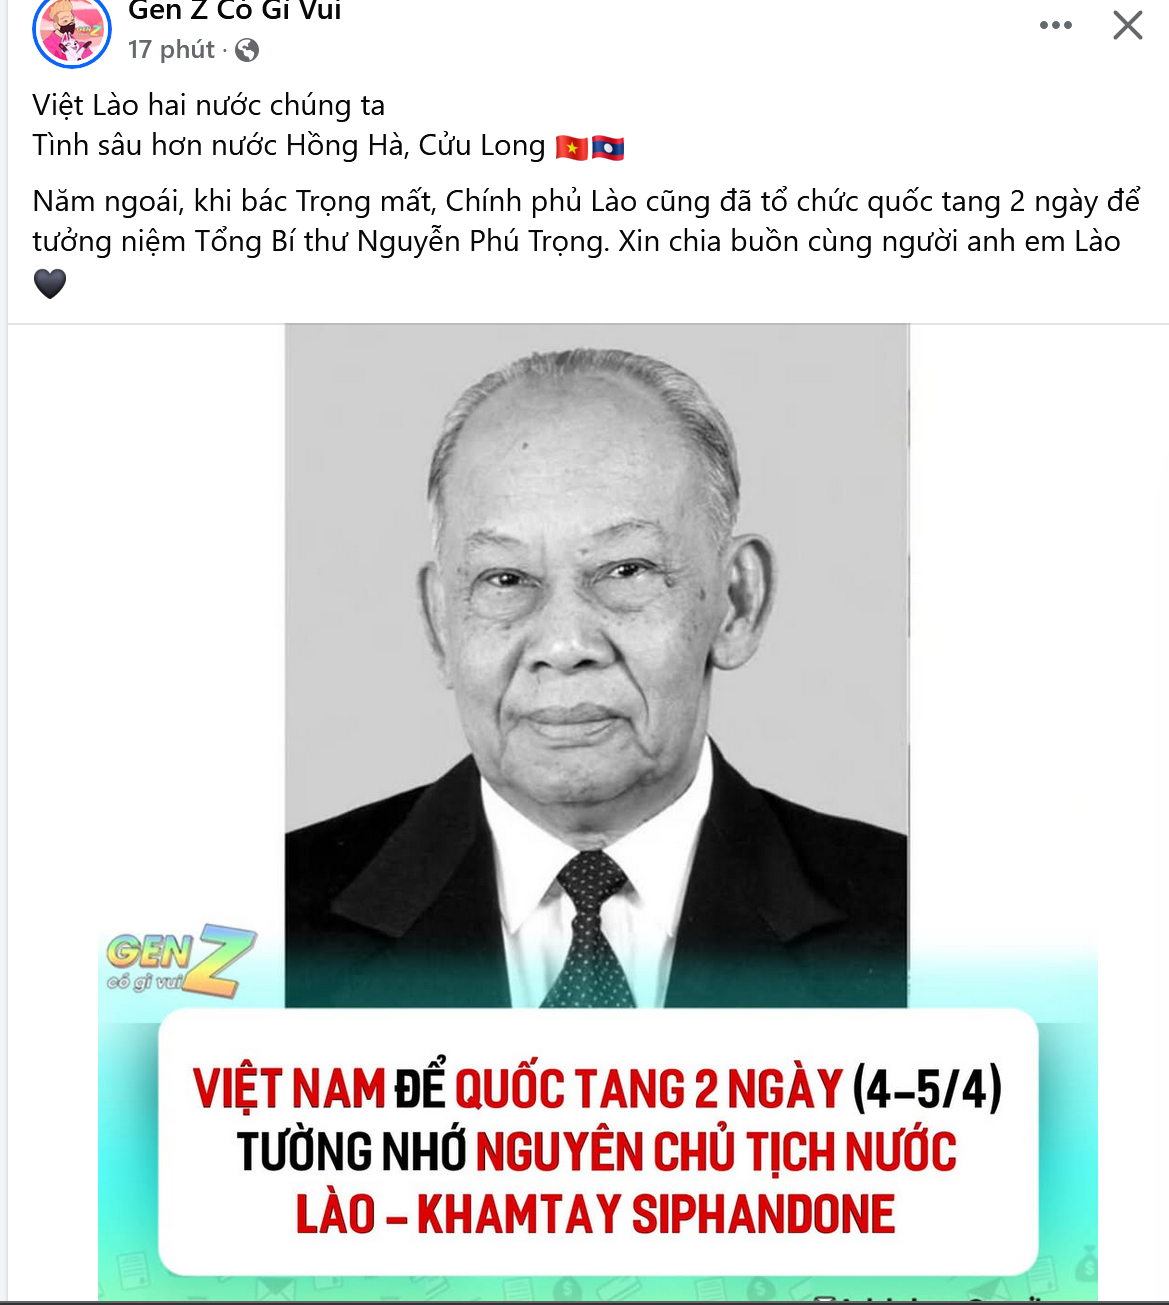 Gen Z Có Gì Vui
17 phút ·
Việt Lào hai nước chúng ta
Tình sâu hơn nước Hồng Hà, Cửu Long 🇻🇳🇱🇦
Năm ngoái, khi bác Trọng mất, Chính phủ Lào cũng đã tổ chức quốc tang 2 ngày để
tưởng niệm Tổng Bí thư Nguyễn Phú Trọng. Xin chia buồn cùng người anh em Lào
🖤
GEN Z
có gì vui
VIỆT NAM ĐỂ QUỐC TANG 2 NGÀY (4-5/4)
TƯỜNG NHỚ NGUYÊN CHỦ TỊCH NƯỚC
LÀO – KHAMTAY SIPHANDONE